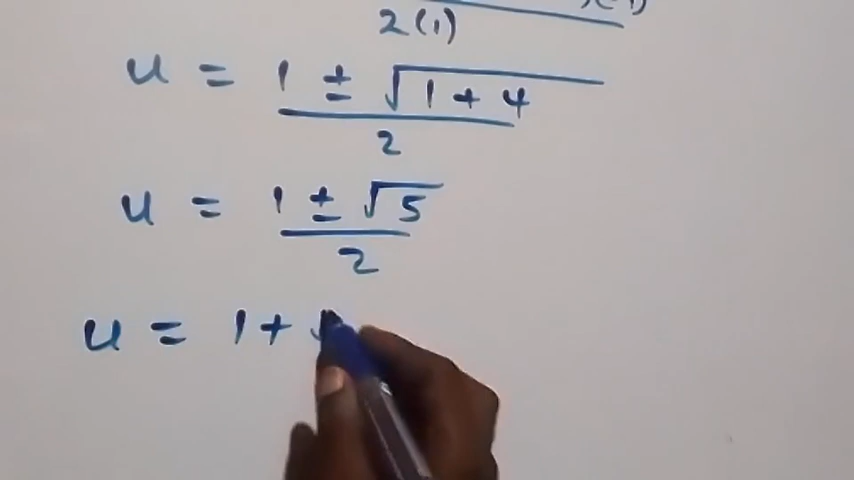 2(1)
u = 1 ± √1 + 4
2
u = 1 ± √5
2
u = 1 +